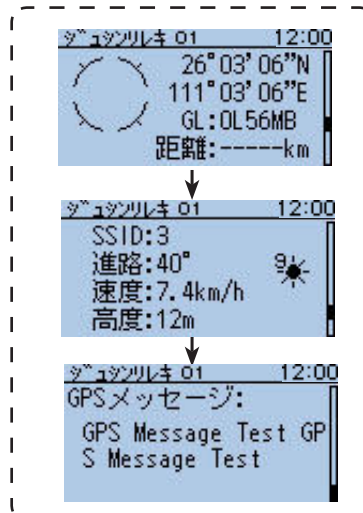 ｼﾞｭｼﾝﾘﾚｷ 01 12:00
26°03'06"N
111°03'06"E
GL:OL56MB
距離:-----km
ｼﾞｭｼﾝﾘﾚｷ 01 12:00
SSID:3
進路:40° 9
速度:7.4km/h
高度:12m
ｼﾞｭｼﾝﾘﾚｷ 01 12:00
GPSメッセージ:
GPS Message Test GP
S Message Test